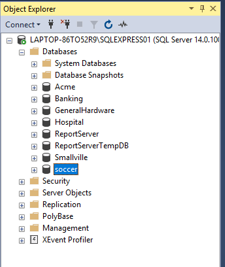 Object Explorer
Connect
LAPTOP-86TO52R9\SQLEXPRESS01 (SQL Server 14.0.100
Databases
System Databases
Database Snapshots
Acme
Banking
GeneralHardware
Hospital
ReportServer
ReportServerTempDB
Smallville
soccer
Security
Server Objects
Replication
PolyBase
Management
XEvent Profiler